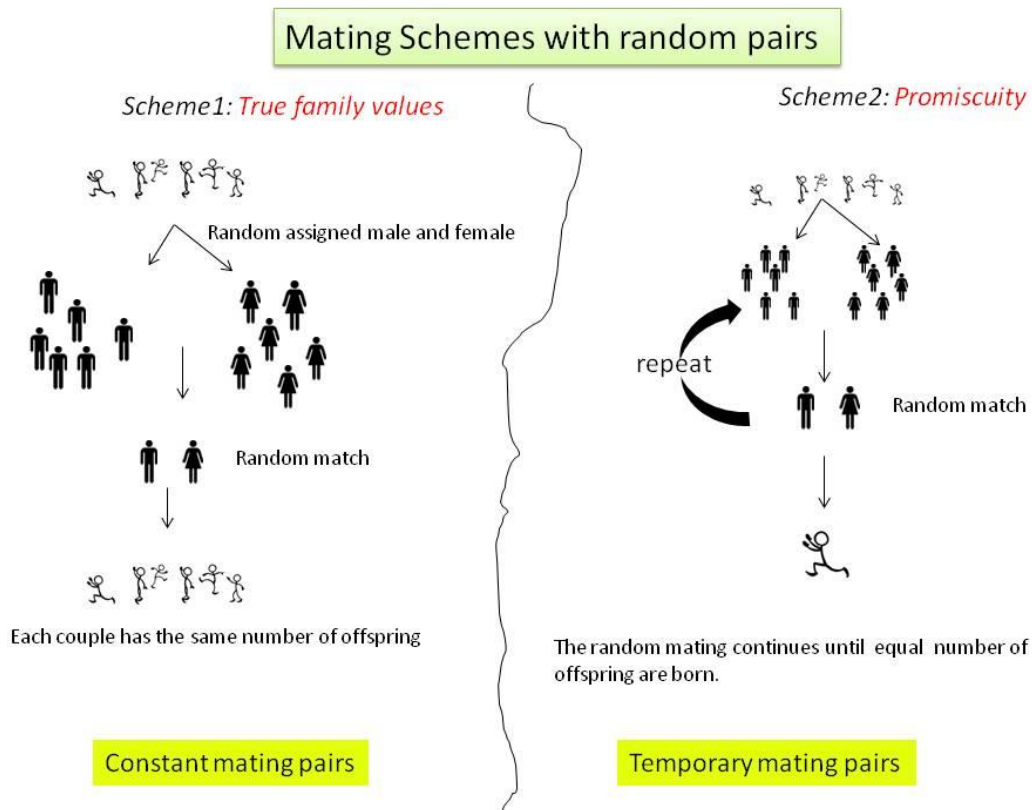 Mating Schemes with random pairs
Scheme1: True family values
Random assigned male and female
Random match
Each couple has the same number of offspring
Constant mating pairs
Scheme2: Promiscuity
repeat
Random match
The random mating continues until equal number of
offspring are born.
Temporary mating pairs